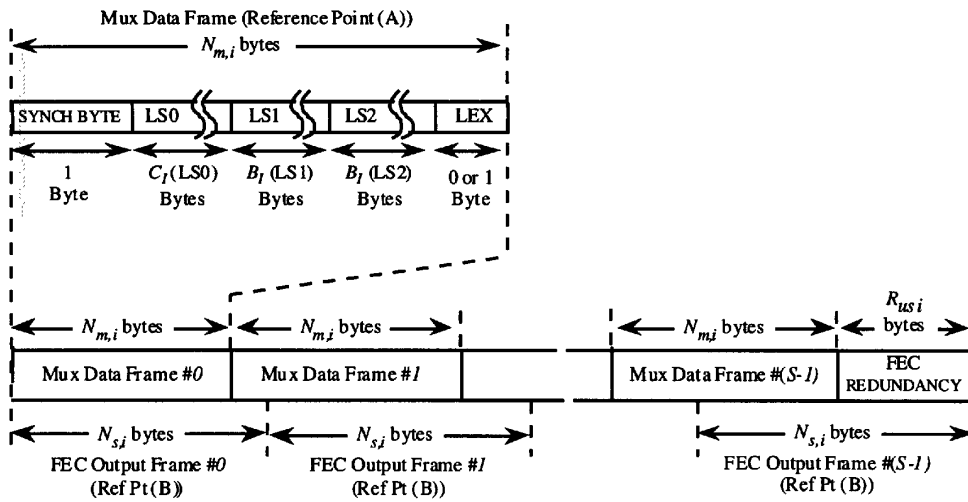 Mux Data Frame (Reference Point (A))
N_{m,i} bytes
SYNCH BYTE LS0 LS1 LS2 LEX
1 Byte
C_I (LS0) Bytes
B_I (LS1) Bytes
B_I (LS2) Bytes
0 or 1 Byte
N_{m,i} bytes
N_{m,i} bytes
N_{m,i} bytes
R_{usi} bytes
Mux Data Frame #0
Mux Data Frame #1
Mux Data Frame #(S-1)
FEC REDUNDANCY
N_{s,i} bytes
FEC Output Frame #0
(Ref Pt (B))
N_{s,i} bytes
FEC Output Frame #1
(Ref Pt (B))
N_{s,i} bytes
FEC Output Frame #(S-1)
(Ref Pt (B))